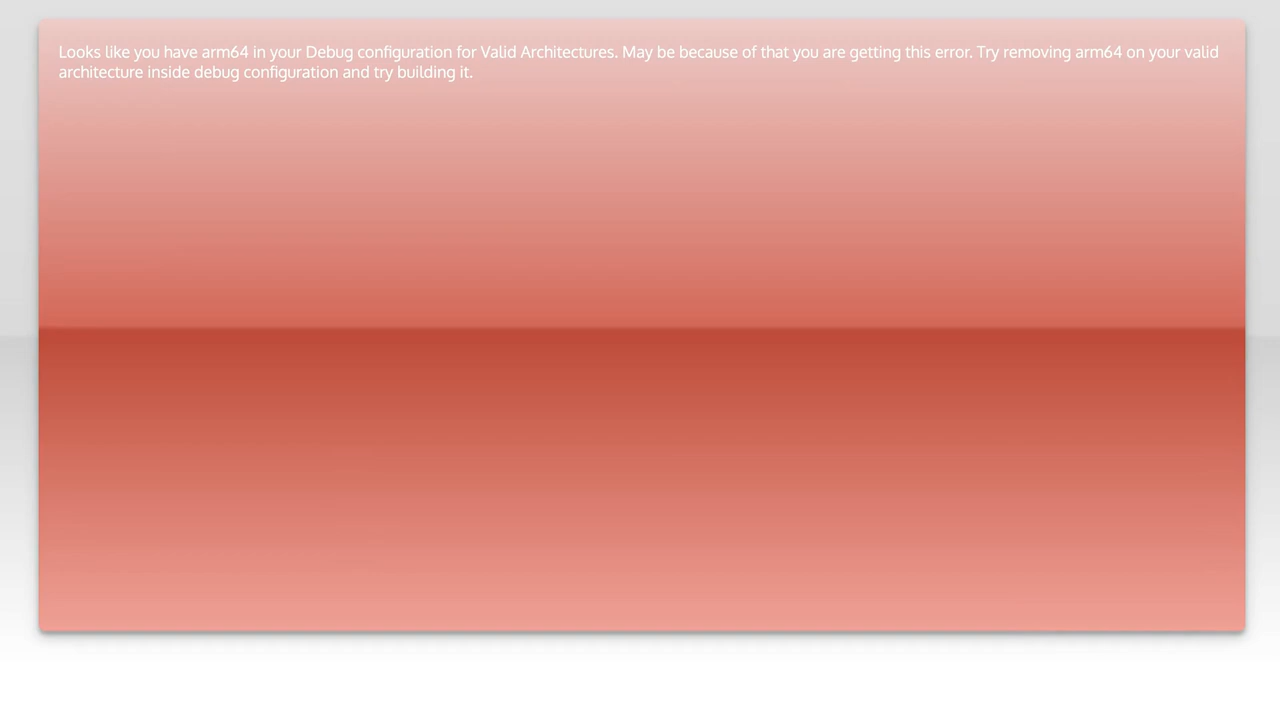 Looks like you have arm64 in your Debug configuration for Valid Architectures. May be because of that you are getting this error. Try removing arm64 on your valid
architecture inside debug configuration and try building it.